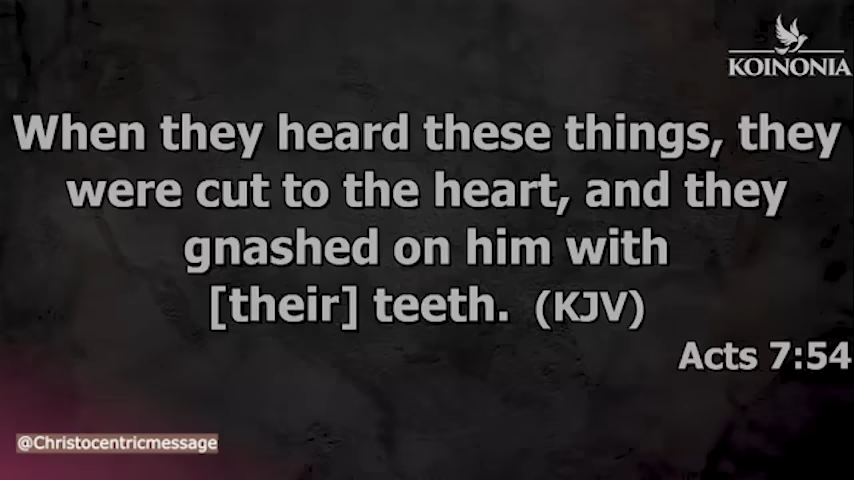 KOINONIA
When they heard these things, they
were cut to the heart, and they
gnashed on him with
[their] teeth. (KJV)
Acts 7:54
@Christocentricmessage